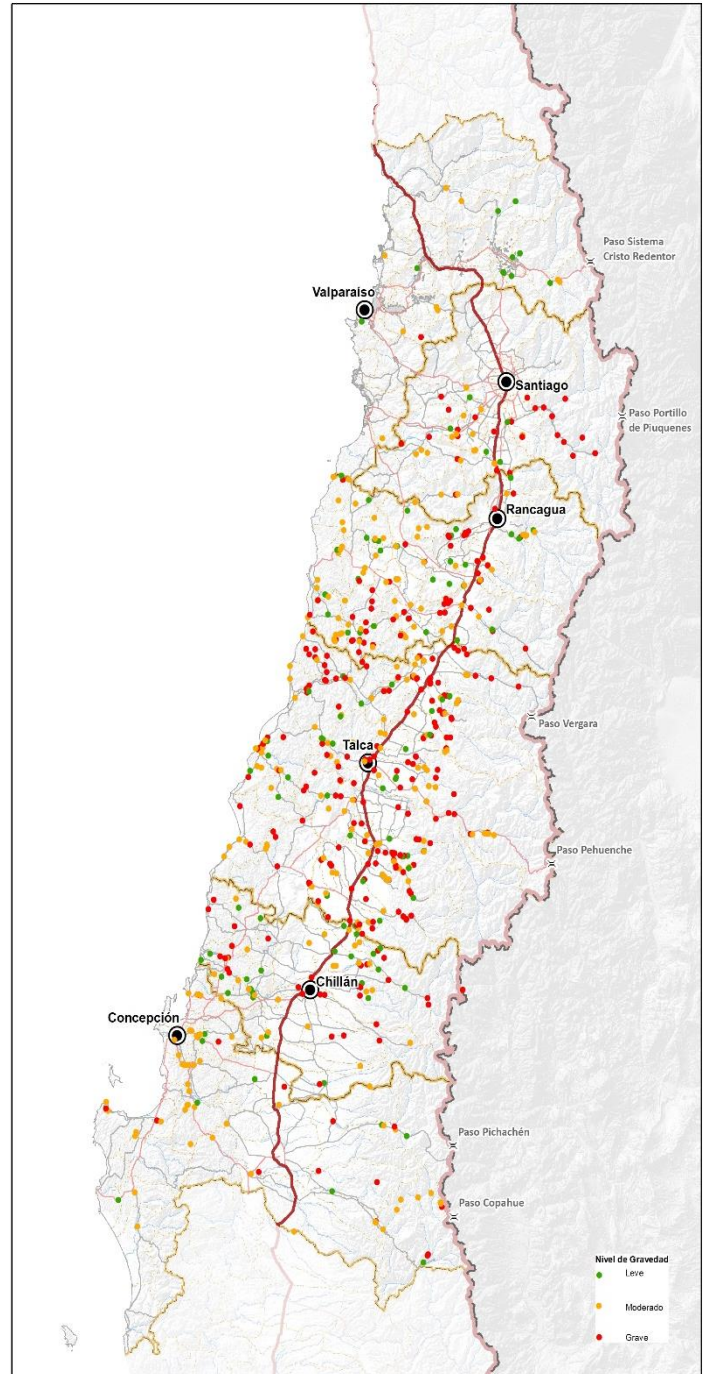 Paso Sistema
Cristo Redentor
Valparaiso
Santiago
Paso Portillo
de Piuquenes
Rancagua
Paso Vergara
Talca
Paso Pehuenche
Chillán
Concepción
Paso Pichachén
Paso Copahue
Nivel de Gravedad
Leve
Moderado
Grave